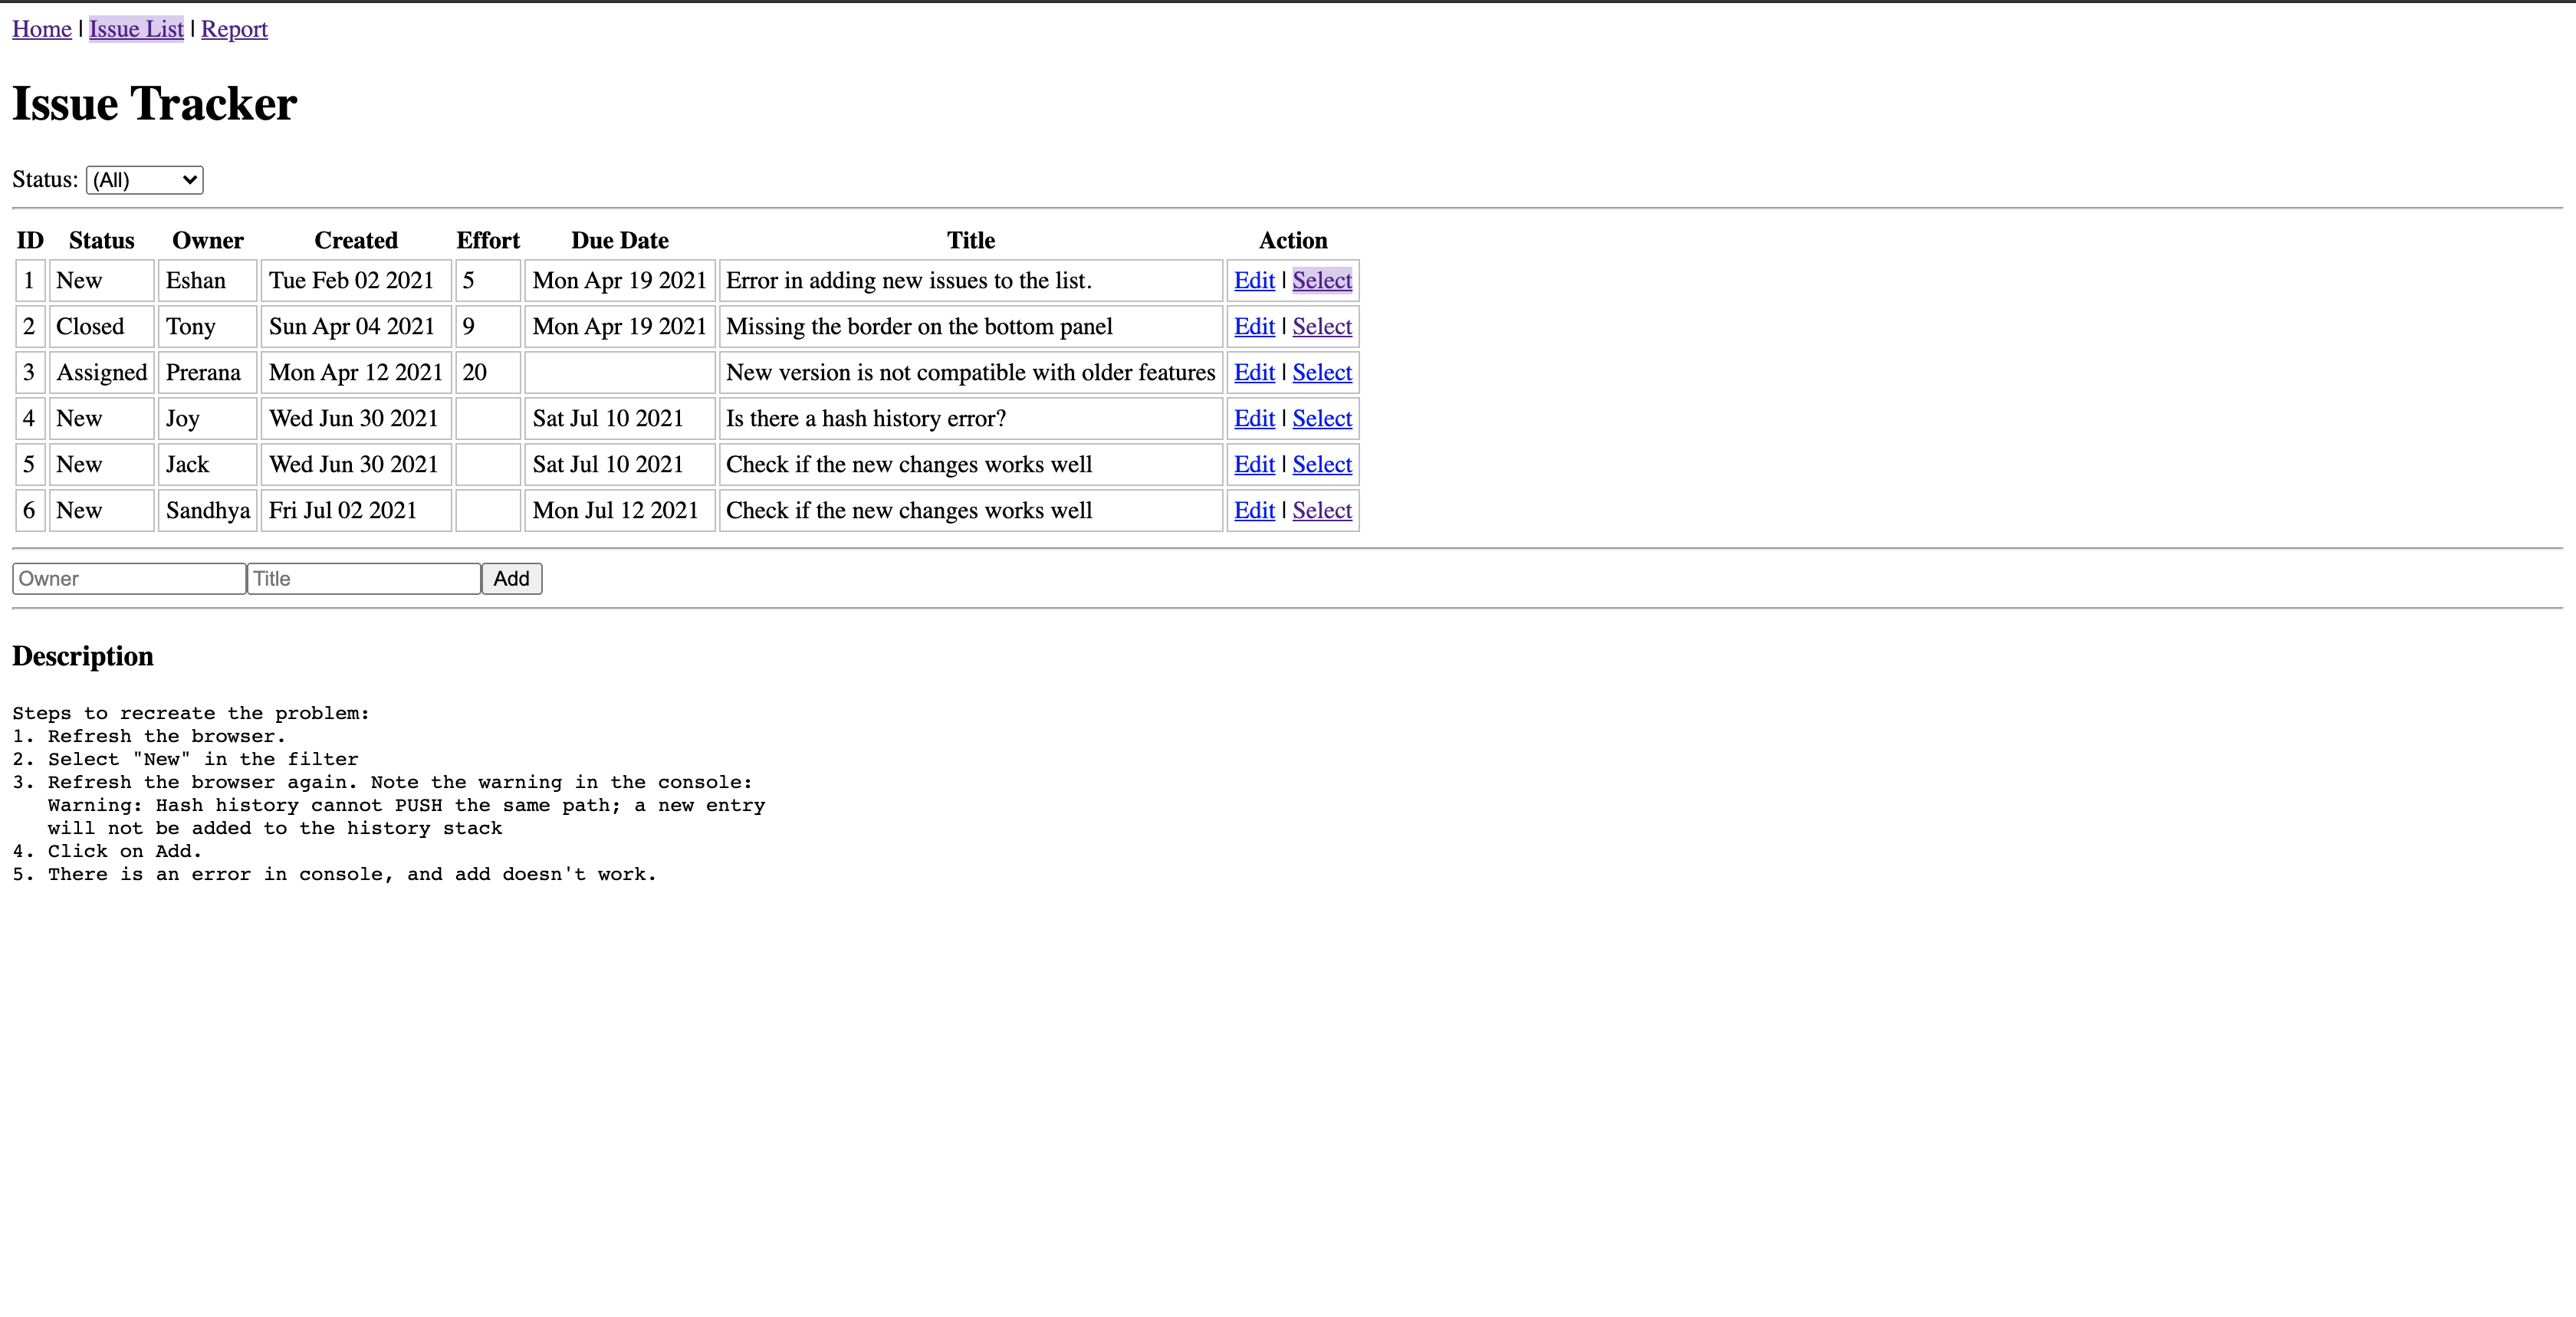 Home | Issue List | Report
Issue Tracker
Status: (All)
ID Status Owner Created Effort Due Date Title Action
1 New Eshan Tue Feb 02 2021 5 Mon Apr 19 2021 Error in adding new issues to the list. Edit | Select
2 Closed Tony Sun Apr 04 2021 9 Mon Apr 19 2021 Missing the border on the bottom panel Edit | Select
3 Assigned Prerana Mon Apr 12 2021 20 New version is not compatible with older features Edit | Select
4 New Joy Wed Jun 30 2021 Sat Jul 10 2021 Is there a hash history error? Edit | Select
5 New Jack Wed Jun 30 2021 Sat Jul 10 2021 Check if the new changes works well Edit | Select
6 New Sandhya Fri Jul 02 2021 Mon Jul 12 2021 Check if the new changes works well Edit | Select
Owner Title Add
Description
Steps to recreate the problem:
1. Refresh the browser.
2. Select "New" in the filter
3. Refresh the browser again. Note the warning in the console:
Warning: Hash history cannot PUSH the same path; a new entry
will not be added to the history stack
4. Click on Add.
5. There is an error in console, and add doesn't work.